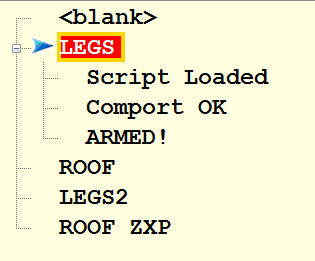 <blank>
LEGS
Script Loaded
Comport OK
ARMED!
ROOF
LEGS2
ROOF ZXP